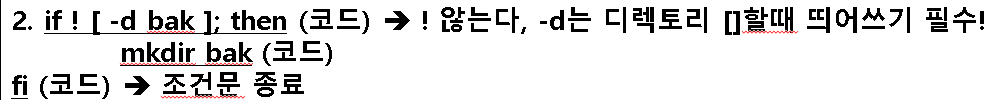 2. if ! [ -d bak ]; then (코드) ➔ ! 않는다, -d는 디렉토리 []할때 띄어쓰기 필수!
mkdir bak (코드)
fi (코드) ➔ 조건문 종료